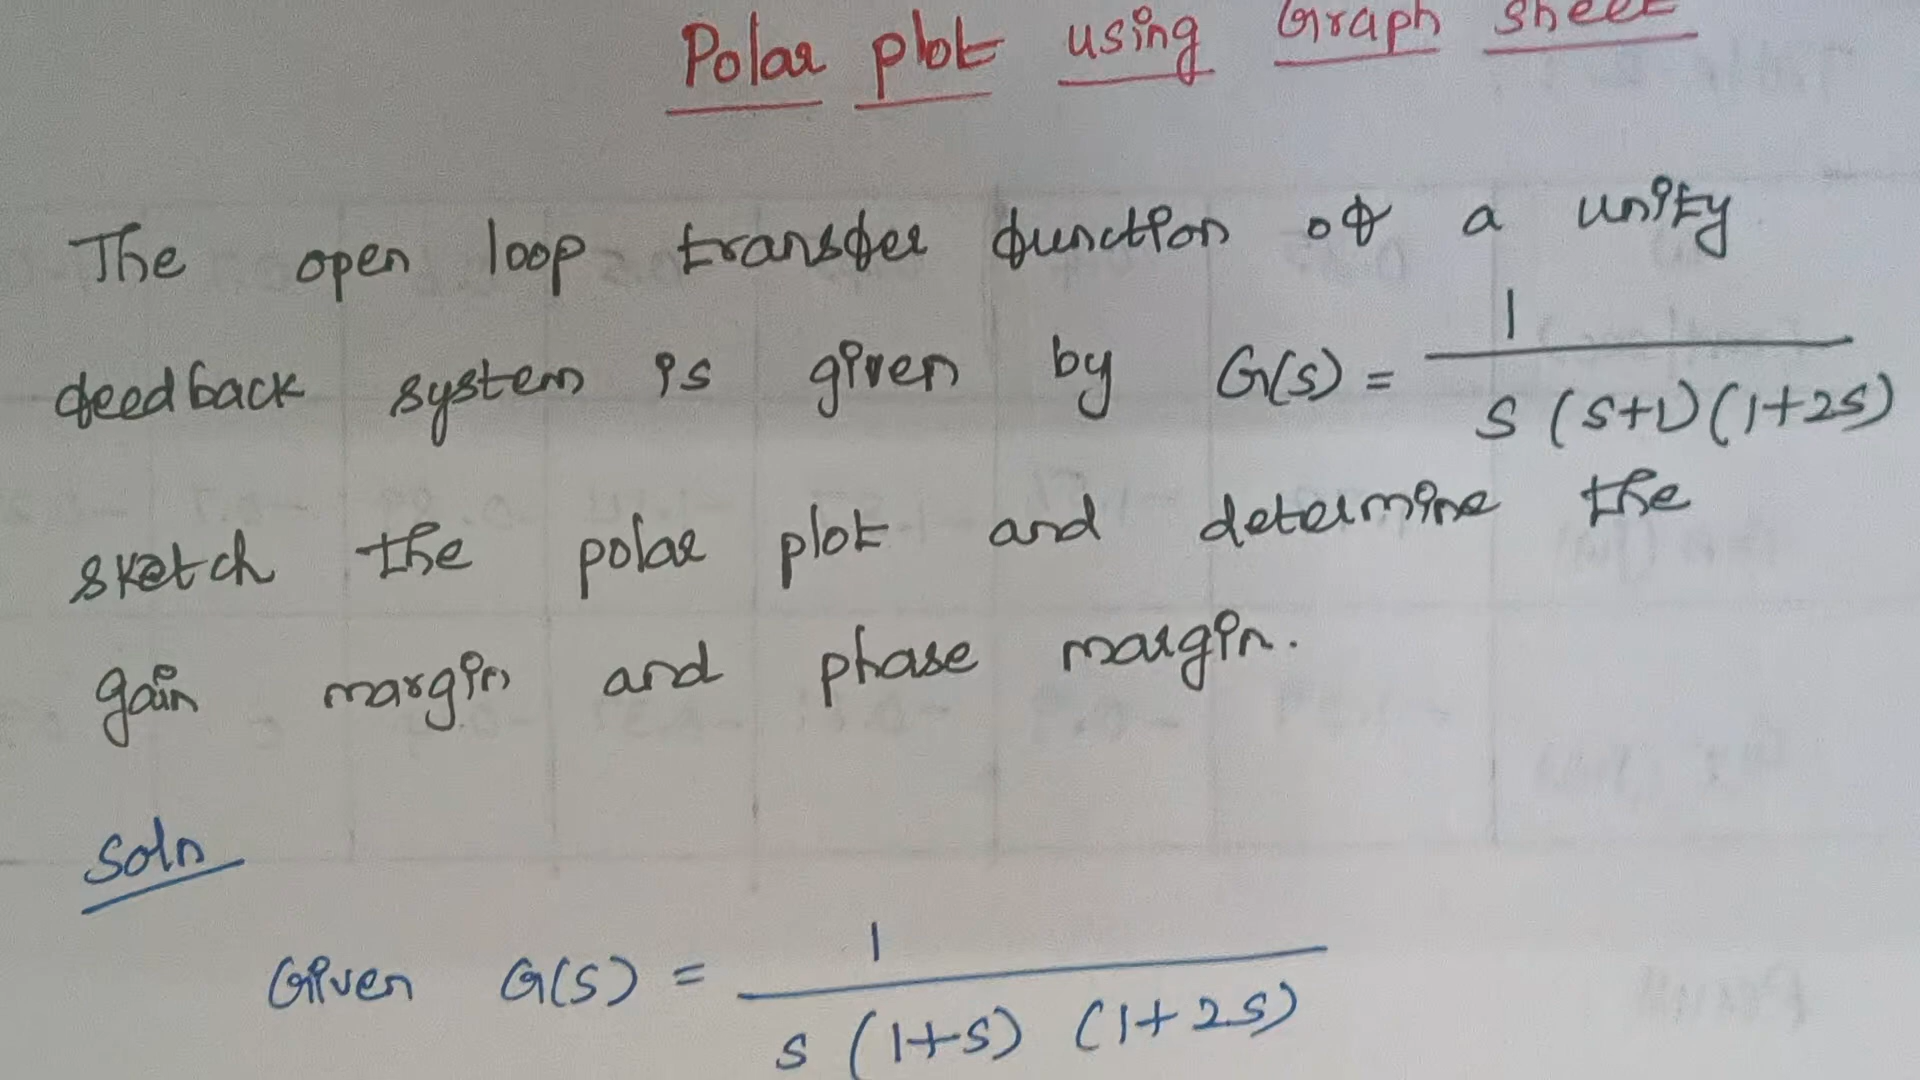 Polar plot using Graph sheet
The open loop transfer function of a unity
feedback system is given by G(s) = 1 / s (s+1)(1+2s)
sketch the polar plot and determine the
gain margin and phase margin.
Soln
Given G(s) = 1 / s (1+s) (1+2s)